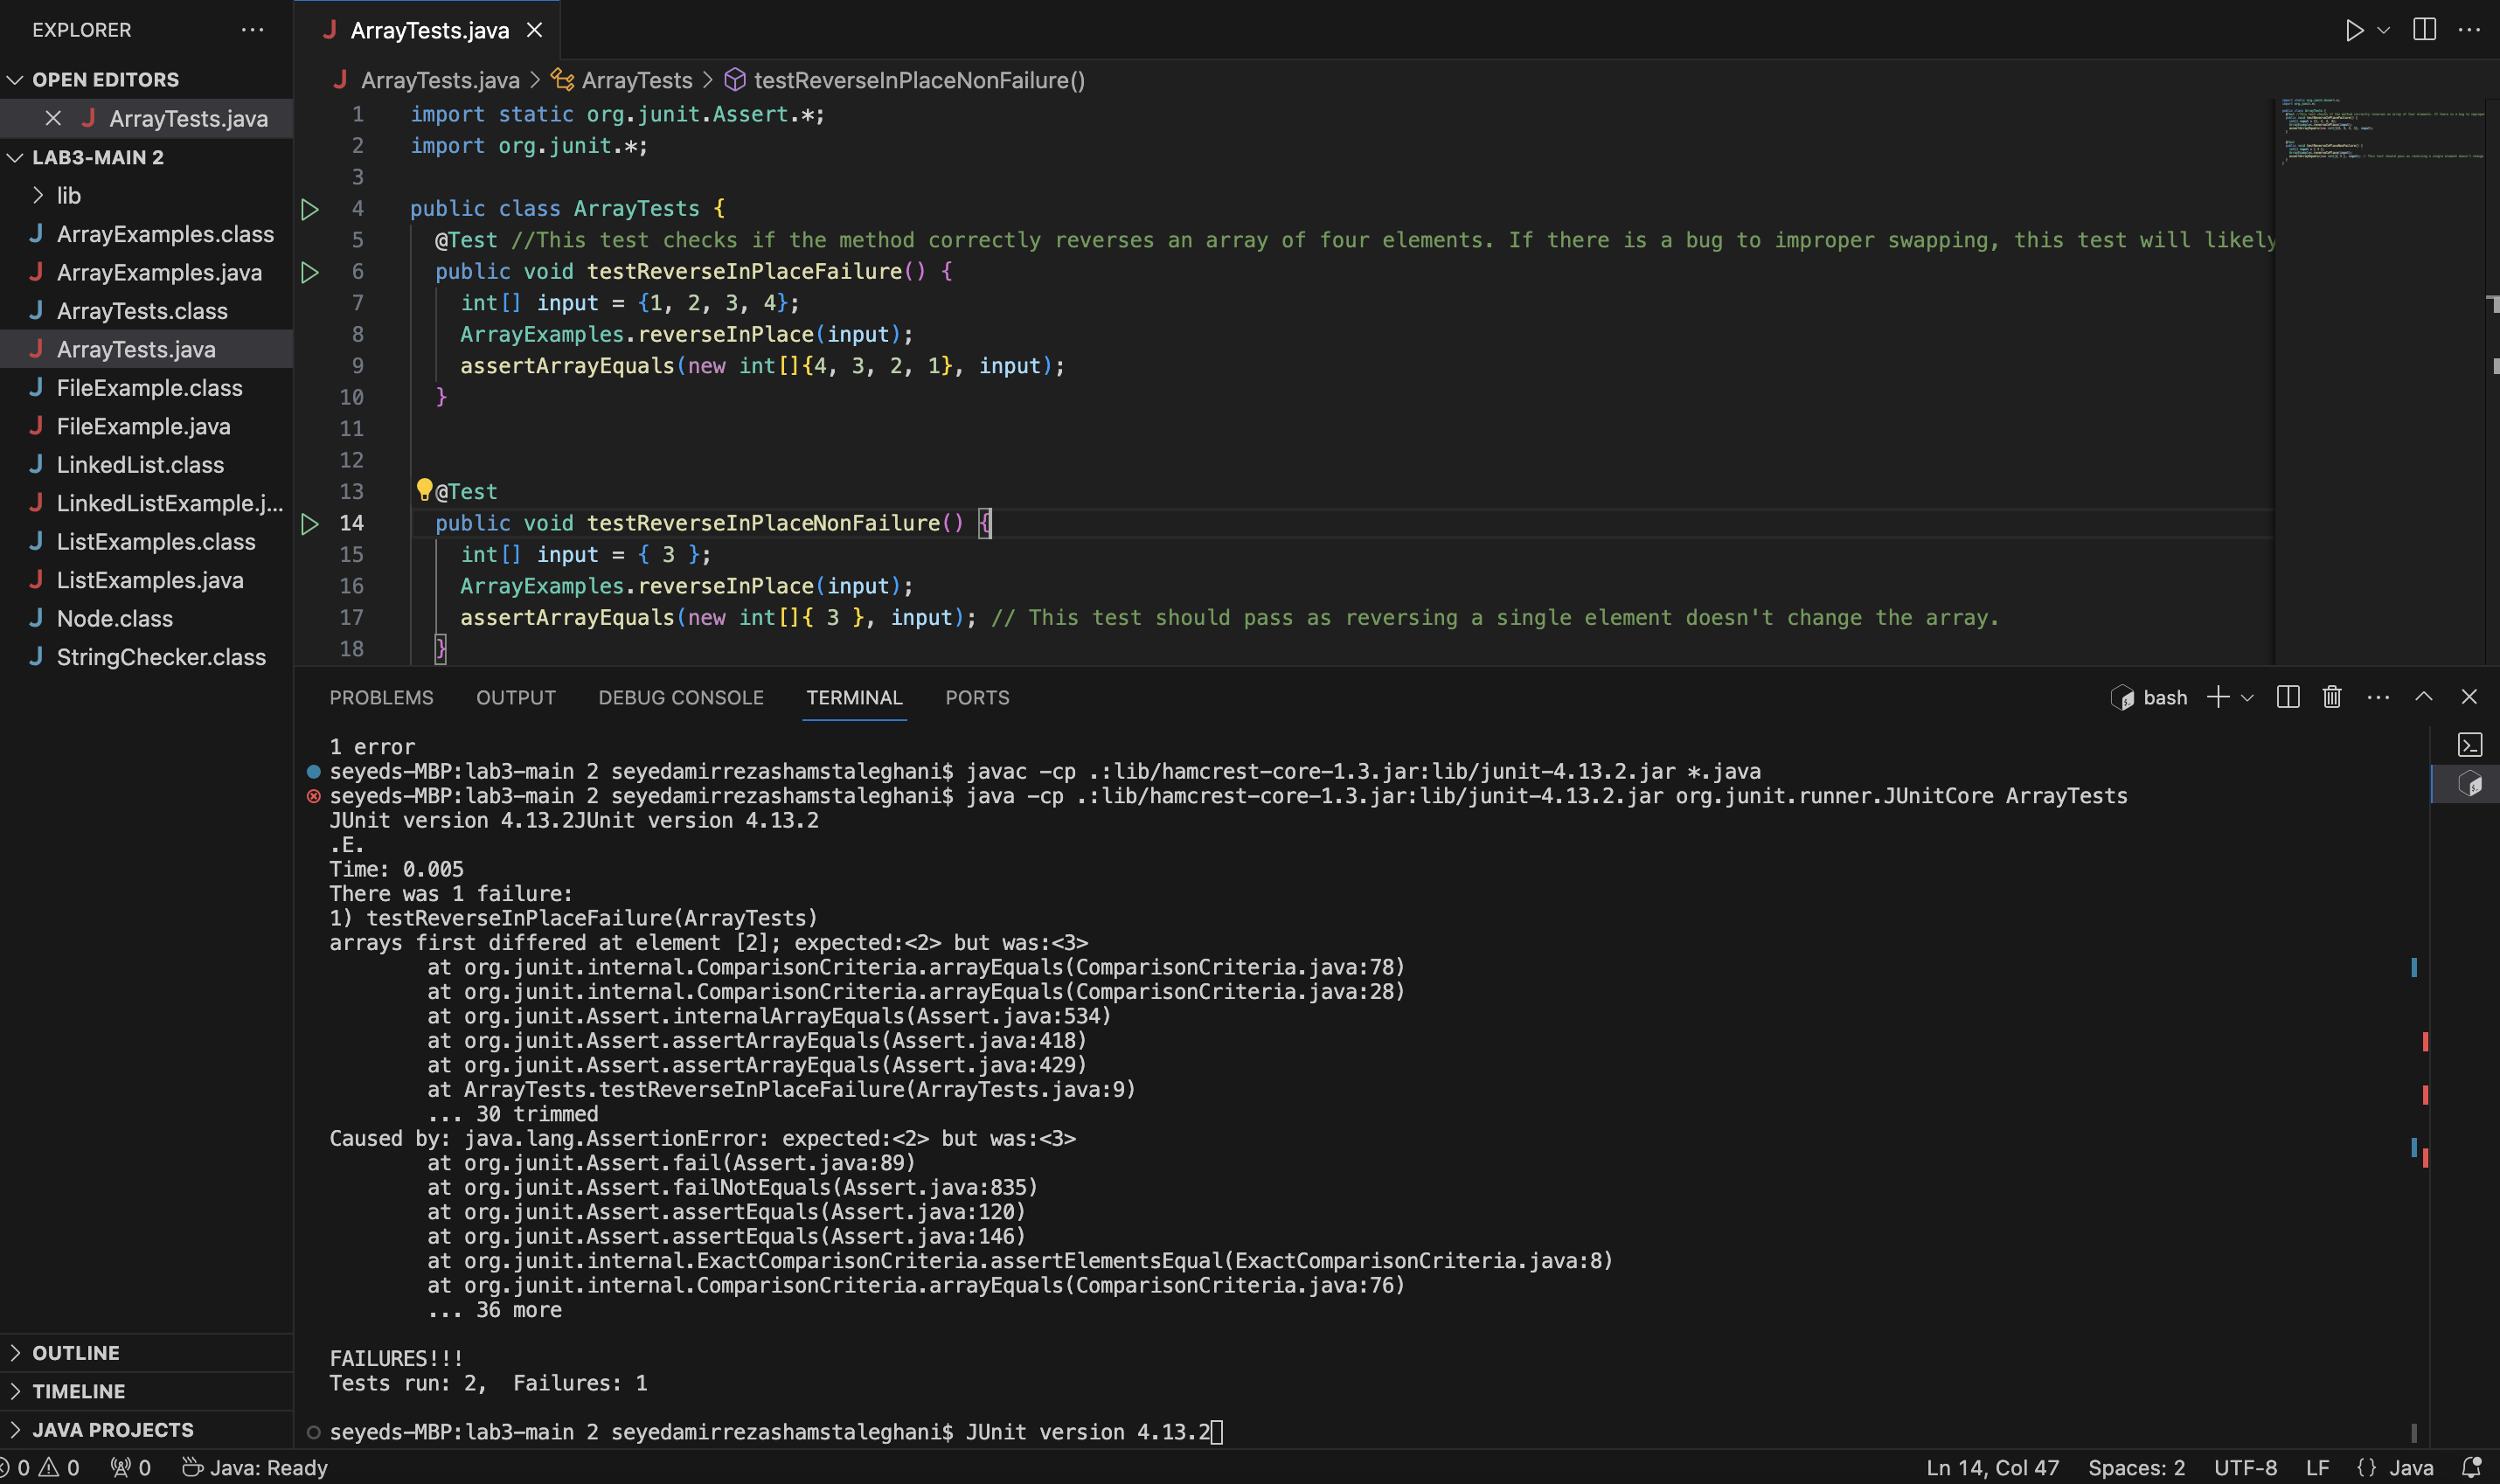 EXPLORER
OPEN EDITORS
ArrayTests.java
LAB3-MAIN 2
lib
ArrayExamples.class
ArrayExamples.java
ArrayTests.class
ArrayTests.java
FileExample.class
FileExample.java
LinkedList.class
LinkedListExample.j...
ListExamples.class
ListExamples.java
Node.class
StringChecker.class
OUTLINE
TIMELINE
JAVA PROJECTS
ArrayTests.java
ArrayTests.java > ArrayTests > testReverseInPlaceNonFailure()
1 import static org.junit.Assert.*;
2 import org.junit.*;
3
4 public class ArrayTests {
5 @Test //This test checks if the method correctly reverses an array of four elements. If there is a bug to improper swapping, this test will likely
6 public void testReverseInPlaceFailure() {
7 int[] input = {1, 2, 3, 4};
8 ArrayExamples.reverseInPlace(input);
9 assertArrayEquals(new int[]{4, 3, 2, 1}, input);
10 }
11
12
13 @Test
14 public void testReverseInPlaceNonFailure() {
15 int[] input = { 3 };
16 ArrayExamples.reverseInPlace(input);
17 assertArrayEquals(new int[]{ 3 }, input); // This test should pass as reversing a single element doesn't change the array.
18 }
PROBLEMS OUTPUT DEBUG CONSOLE TERMINAL PORTS bash
1 error
seyeds-MBP:lab3-main 2 seyedamirrezashamstaleghani$ javac -cp .:lib/hamcrest-core-1.3.jar:lib/junit-4.13.2.jar *.java
seyeds-MBP:lab3-main 2 seyedamirrezashamstaleghani$ java -cp .:lib/hamcrest-core-1.3.jar:lib/junit-4.13.2.jar org.junit.runner.JUnitCore ArrayTests
JUnit version 4.13.2JUnit version 4.13.2
.E.
Time: 0.005
There was 1 failure:
1) testReverseInPlaceFailure(ArrayTests)
arrays first differed at element [2]; expected:<2> but was:<3>
at org.junit.internal.ComparisonCriteria.arrayEquals(ComparisonCriteria.java:78)
at org.junit.internal.ComparisonCriteria.arrayEquals(ComparisonCriteria.java:28)
at org.junit.Assert.internalArrayEquals(Assert.java:534)
at org.junit.Assert.assertArrayEquals(Assert.java:418)
at org.junit.Assert.assertArrayEquals(Assert.java:429)
at ArrayTests.testReverseInPlaceFailure(ArrayTests.java:9)
... 30 trimmed
Caused by: java.lang.AssertionError: expected:<2> but was:<3>
at org.junit.Assert.fail(Assert.java:89)
at org.junit.Assert.failNotEquals(Assert.java:835)
at org.junit.Assert.assertEquals(Assert.java:120)
at org.junit.Assert.assertEquals(Assert.java:146)
at org.junit.internal.ExactComparisonCriteria.assertElementsEqual(ExactComparisonCriteria.java:8)
at org.junit.internal.ComparisonCriteria.arrayEquals(ComparisonCriteria.java:76)
... 36 more
FAILURES!!!
Tests run: 2,  Failures: 1
seyeds-MBP:lab3-main 2 seyedamirrezashamstaleghani$ JUnit version 4.13.2
0 0 0 Java: Ready Ln 14, Col 47 Spaces: 2 UTF-8 LF {} Java